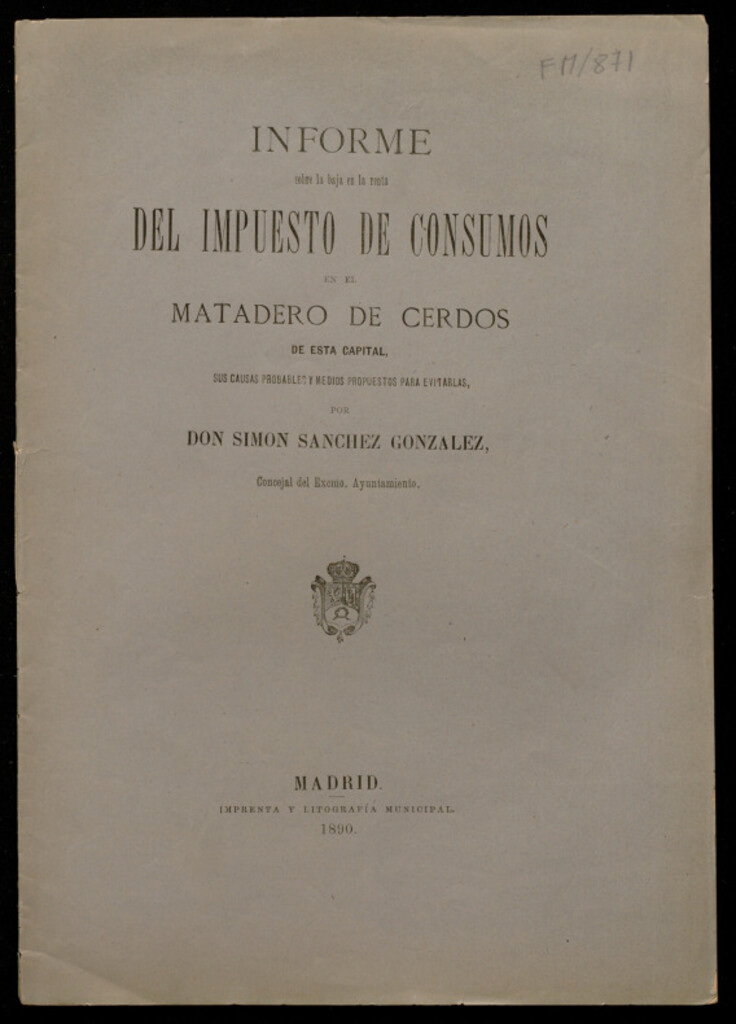 FM/871
INFORME
sobre la baja en la renta
DEL IMPUESTO DE CONSUMOS
EN EL
MATADERO DE CERDOS
DE ESTA CAPITAL,
SUS CAUSAS PROBABLES Y MEDIOS PROPUESTOS PARA EVITARLAS,
POR
DON SIMON SANCHEZ GONZALEZ,
Concejal del Excmo. Ayuntamiento.
MADRID.
IMPRENTA Y LITOGRAFÍA MUNICIPAL.
1890.